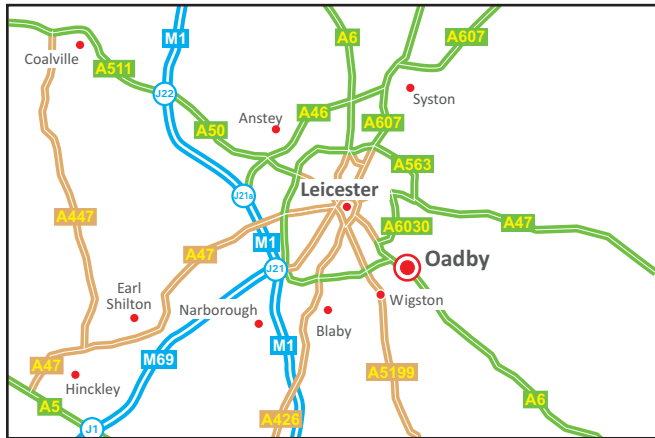 M1
A6
A607
Coalville
A511
J22
Syston
A46
Anstey
A50
A607
A563
Leicester
J21a
A447
A6030
A47
M1
A47
Oadby
J21
Earl
Shilton
Narborough
Wigston
Blaby
M1
A47
M69
Hinckley
A5199
A5
A426
A6
J1